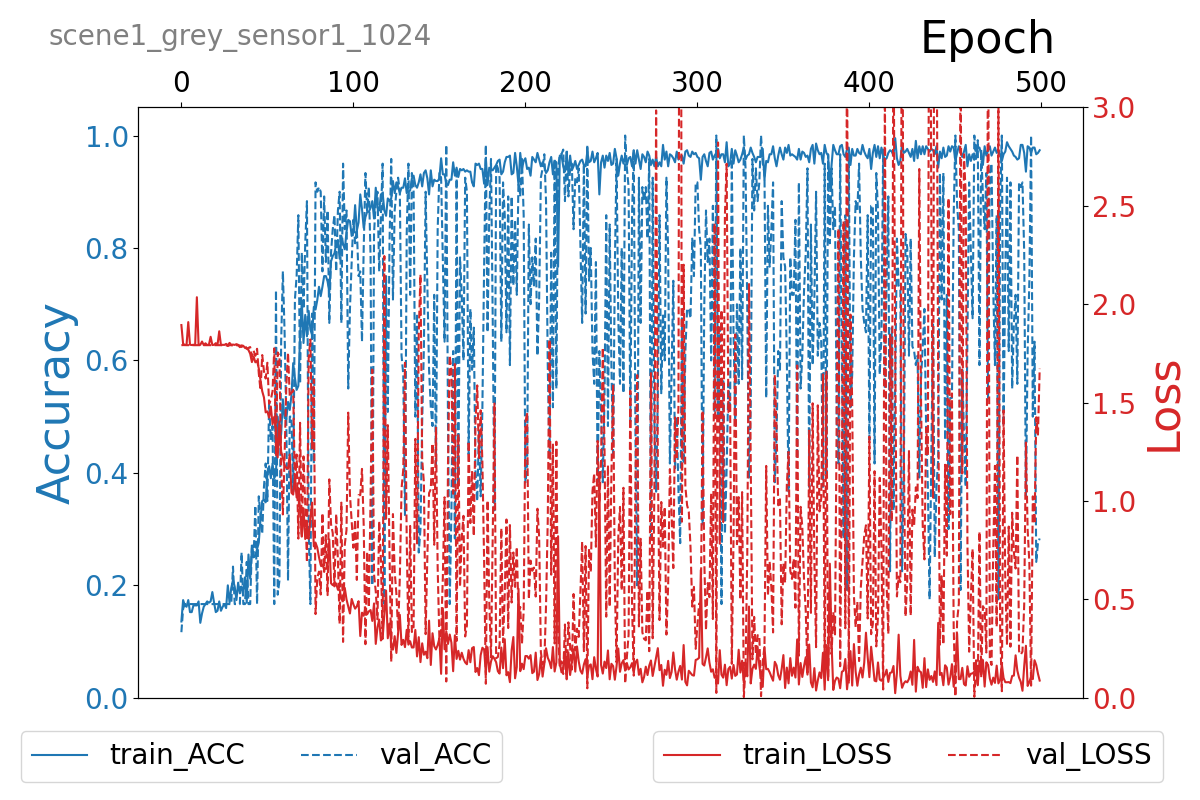 scene1_grey_sensor1_1024
Epoch
0 100 200 300 400 500
Accuracy
1.0
0.8
0.6
0.4
0.2
0.0
3.0
2.5
2.0
1.5
1.0
0.5
0.0
Loss
train_ACC val_ACC
train_LOSS val_LOSS